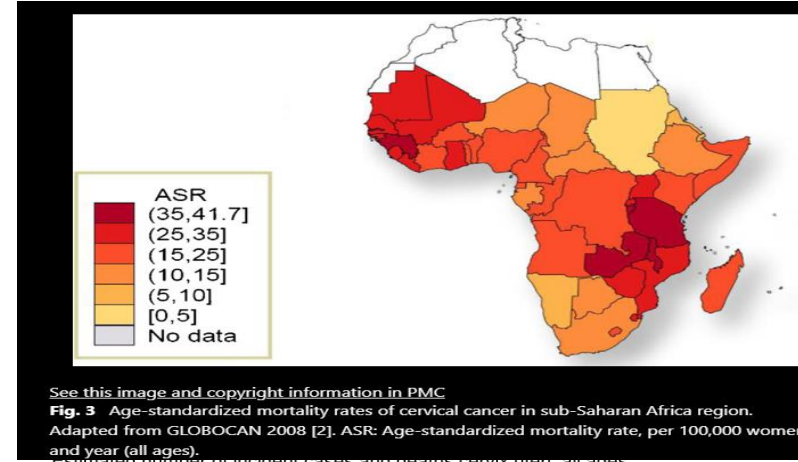 ASR
(35,41.7]
(25,35]
(15,25]
(10,15]
(5,10]
[0,5]
No data
See this image and copyright information in PMC
Fig. 3 Age-standardized mortality rates of cervical cancer in sub-Saharan Africa region.
Adapted from GLOBOCAN 2008 [2]. ASR: Age-standardized mortality rate, per 100,000 women
and year (all ages).